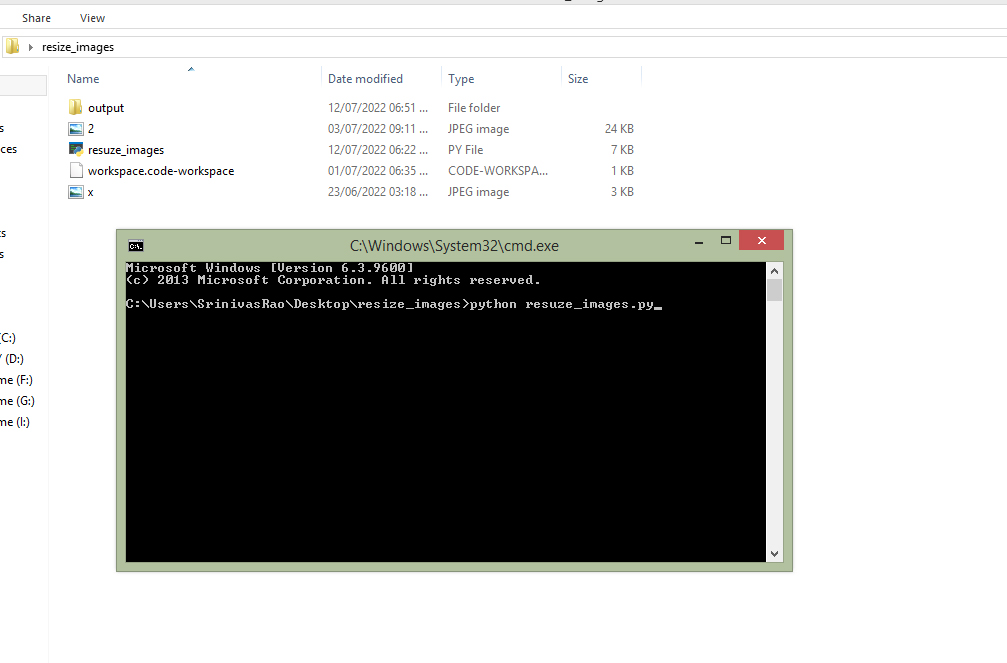 Share View
resize_images
Name Date modified Type Size
output 12/07/2022 06:51 ... File folder
2 03/07/2022 09:11 ... JPEG image 24 KB
resuze_images 12/07/2022 06:22 ... PY File 7 KB
workspace.code-workspace 01/07/2022 06:35 ... CODE-WORKSPA... 1 KB
x 23/06/2022 03:18 ... JPEG image 3 KB
s
ces
ts
s
(C:)
(D:)
me (F:)
me (G:)
me (I:)
C:\Windows\System32\cmd.exe
Microsoft Windows [Version 6.3.9600]
(c) 2013 Microsoft Corporation. All rights reserved.
C:\Users\SrinivasRao\Desktop\resize_images>python resuze_images.py_